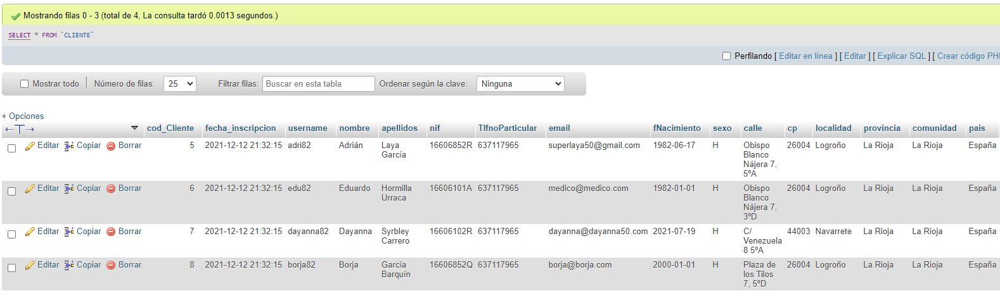 Mostrando filas 0 - 3 (total de 4, La consulta tardó 0.0013 segundos.)
SELECT * FROM `CLIENTE`
Perfilando [ Editar en línea ] [ Editar ] [ Explicar SQL ] [ Crear código PH
Mostrar todo Número de filas: 25 Filtrar filas: Buscar en esta tabla Ordenar según la clave: Ninguna
+ Opciones
←T→ cod_Cliente fecha_inscripcion username nombre apellidos nif TlfnoParticular email fNacimiento sexo calle cp localidad provincia comunidad pais
Editar Copiar Borrar 5 2021-12-12 21:32:15 adri82 Adrián Laya 16606852R 637117965 superlaya50@gmail.com 1982-06-17 H Obispo 26004 Logroño La Rioja La Rioja España
García Blanco
Nájera 7,
5ºA
Editar Copiar Borrar 6 2021-12-12 21:32:15 edu82 Eduardo Hormilla 16606101A 637117965 medico@medico.com 1982-01-01 H Obispo 26004 Logroño La Rioja La Rioja España
Urraca Blanco
Nájera 7,
3ºD
Editar Copiar Borrar 7 2021-12-12 21:32:15 dayanna82 Dayanna Syrbley 16606102R 637117965 dayanna@dayanna50.com 2021-07-19 H C/ 44003 Navarrete La Rioja La Rioja España
Carrero Venezuela
8 5ºA
Editar Copiar Borrar 8 2021-12-12 21:32:15 borja82 Borja García 16606852Q 637117965 borja@borja.com 2000-01-01 H Plaza de 26004 Logroño La Rioja La Rioja España
Barquín los Tilos
7, 5ºD